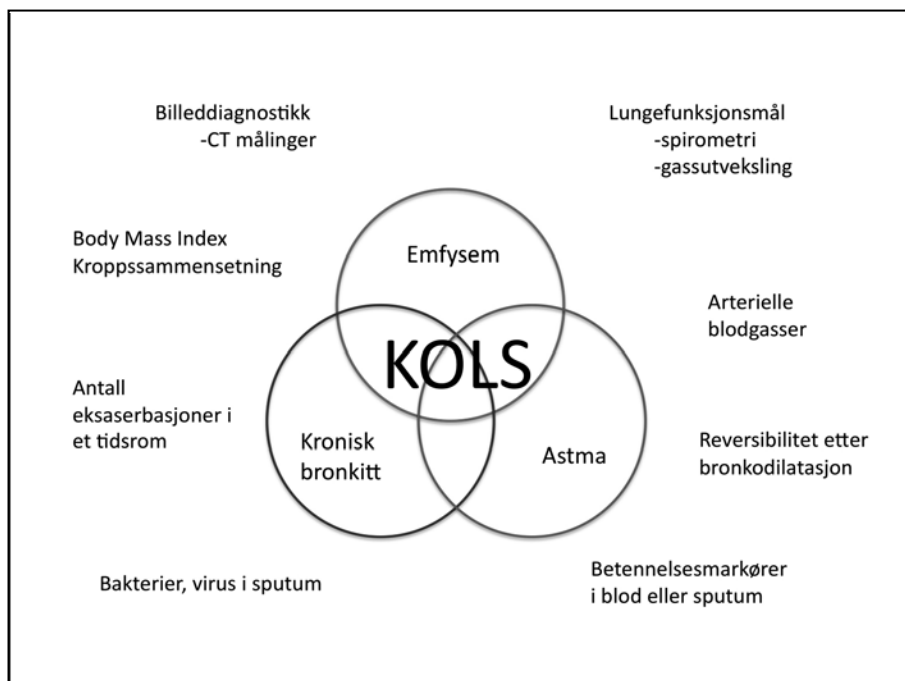 Billeddiagnostikk
-CT målinger
Lungefunksjonsmål
-spirometri
-gassutveksling
Body Mass Index
Kroppssammensetning
Emfysem
Arterielle
blodgasser
KOLS
Antall
eksaserbasjoner i
et tidsrom
Kronisk
bronkitt
Astma
Reversibilitet etter
bronkodilatasjon
Bakterier, virus i sputum
Betennelsesmarkører
i blod eller sputum